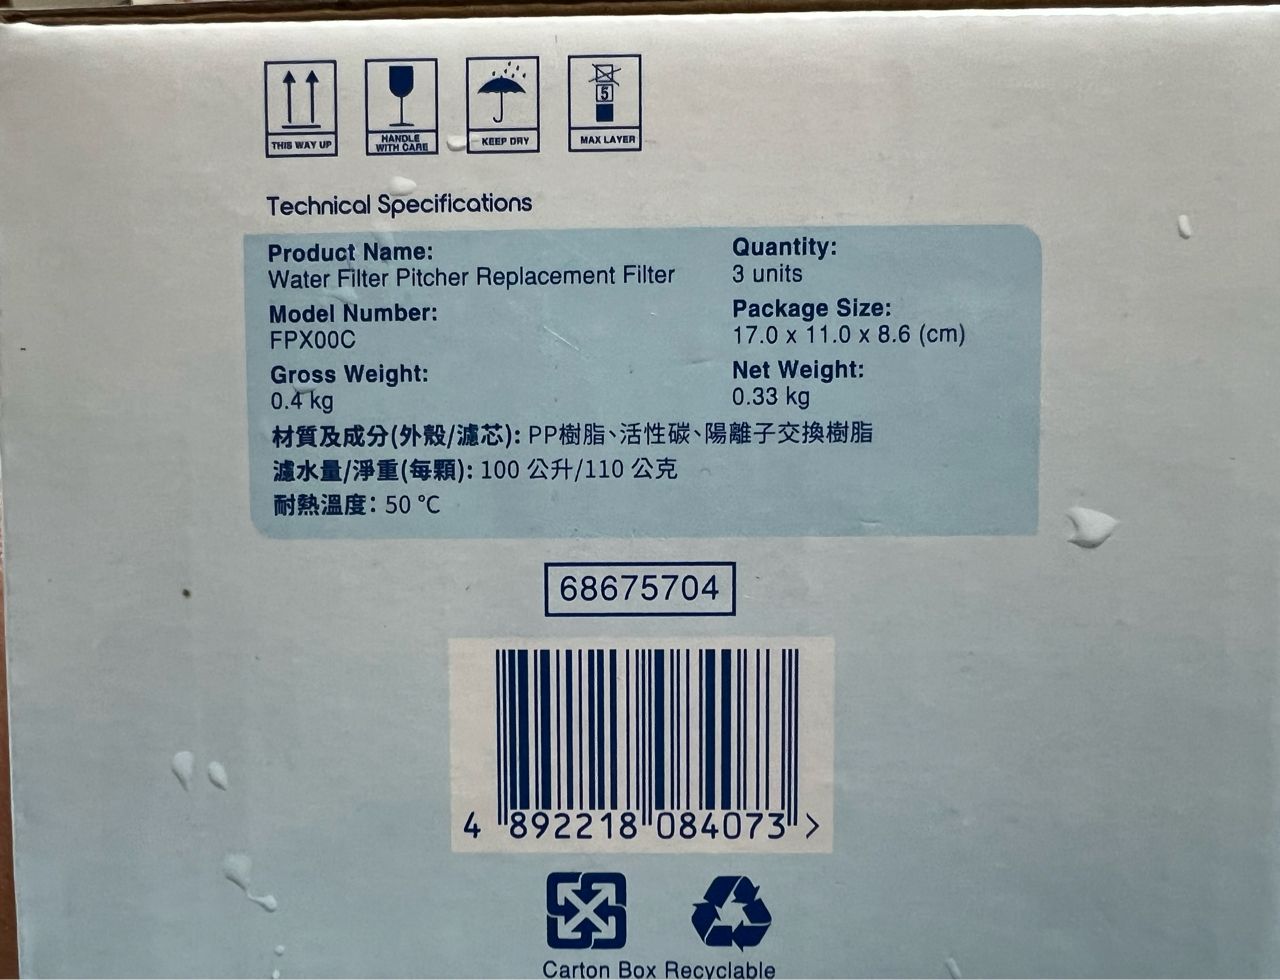 THIS WAY UP
HANDLE WITH CARE
KEEP DRY
5
MAX LAYER
Technical Specifications
Product Name:
Water Filter Pitcher Replacement Filter
Quantity:
3 units
Model Number:
FPX00C
Package Size:
17.0 x 11.0 x 8.6 (cm)
Gross Weight:
0.4 kg
Net Weight:
0.33 kg
材質及成分(外殼/濾芯): PP樹脂、活性碳、陽離子交換樹脂
濾水量/淨重(每顆): 100 公升/110 公克
耐熱溫度: 50 °C
68675704
4 892218 084073 >
Carton Box Recyclable